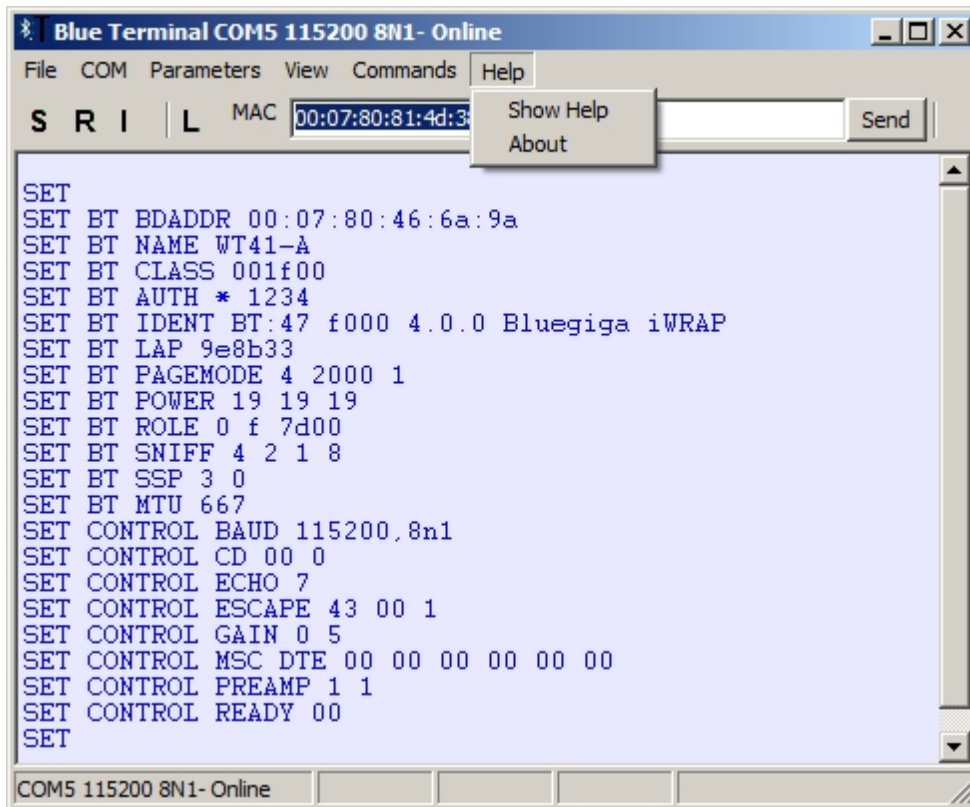 Blue Terminal COM5 115200 8N1- Online
File COM Parameters View Commands Help
Show Help
About
S R I L MAC 00:07:80:81:4d:3 Send
SET
SET BT BDADDR 00:07:80:46:6a:9a
SET BT NAME WT41-A
SET BT CLASS 001f00
SET BT AUTH * 1234
SET BT IDENT BT:47 f000 4.0.0 Bluegiga iWRAP
SET BT LAP 9e8b33
SET BT PAGEMODE 4 2000 1
SET BT POWER 19 19 19
SET BT ROLE 0 f 7d00
SET BT SNIFF 4 2 1 8
SET BT SSP 3 0
SET BT MTU 667
SET CONTROL BAUD 115200,8n1
SET CONTROL CD 00 0
SET CONTROL ECHO 7
SET CONTROL ESCAPE 43 00 1
SET CONTROL GAIN 0 5
SET CONTROL MSC DTE 00 00 00 00 00 00
SET CONTROL PREAMP 1 1
SET CONTROL READY 00
SET
COM5 115200 8N1- Online